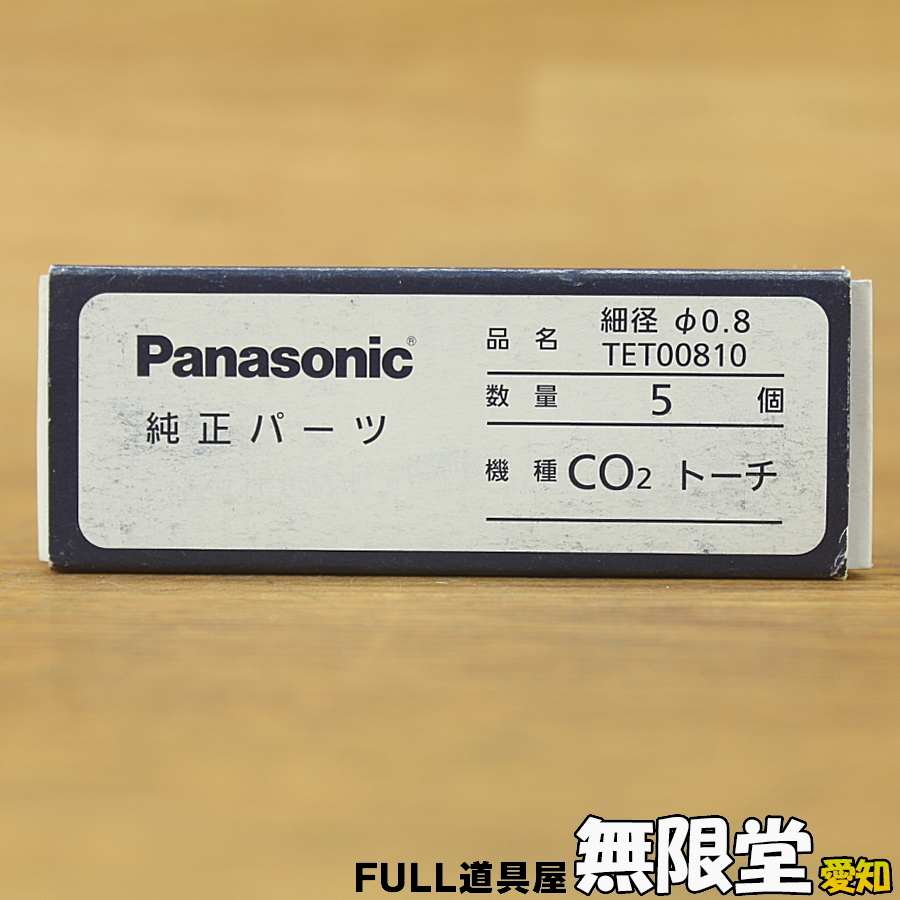 Panasonic®
純正パーツ
品名 細径 φ0.8
TET00810
数量 5 個
機種 CO₂ トーチ
FULL道具屋 無限堂 愛知